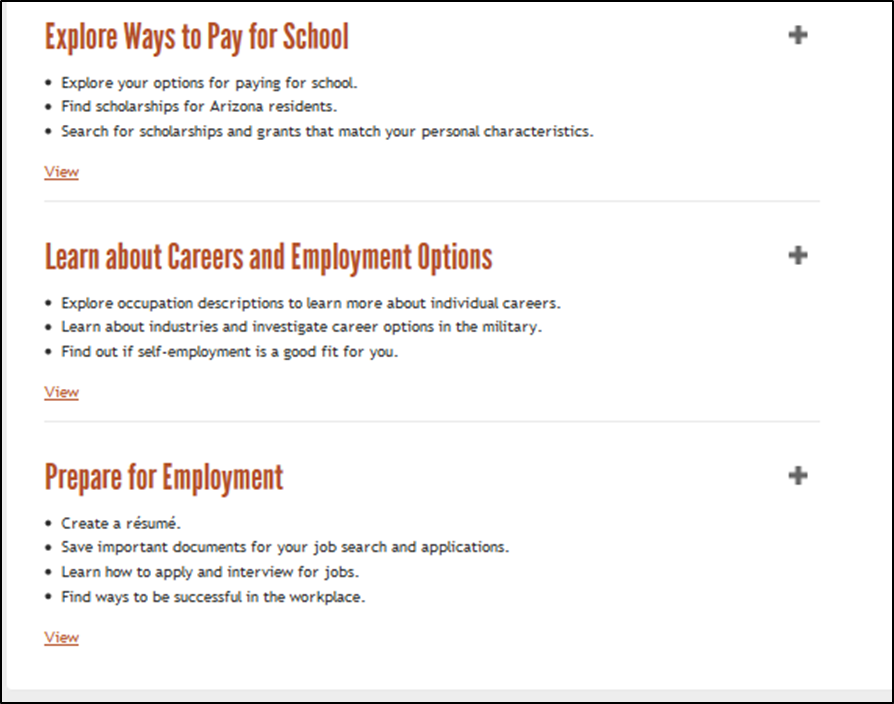 Explore Ways to Pay for School
• Explore your options for paying for school.
• Find scholarships for Arizona residents.
• Search for scholarships and grants that match your personal characteristics.
View
Learn about Careers and Employment Options
• Explore occupation descriptions to learn more about individual careers.
• Learn about industries and investigate career options in the military.
• Find out if self-employment is a good fit for you.
View
Prepare for Employment
• Create a résumé.
• Save important documents for your job search and applications.
• Learn how to apply and interview for jobs.
• Find ways to be successful in the workplace.
View